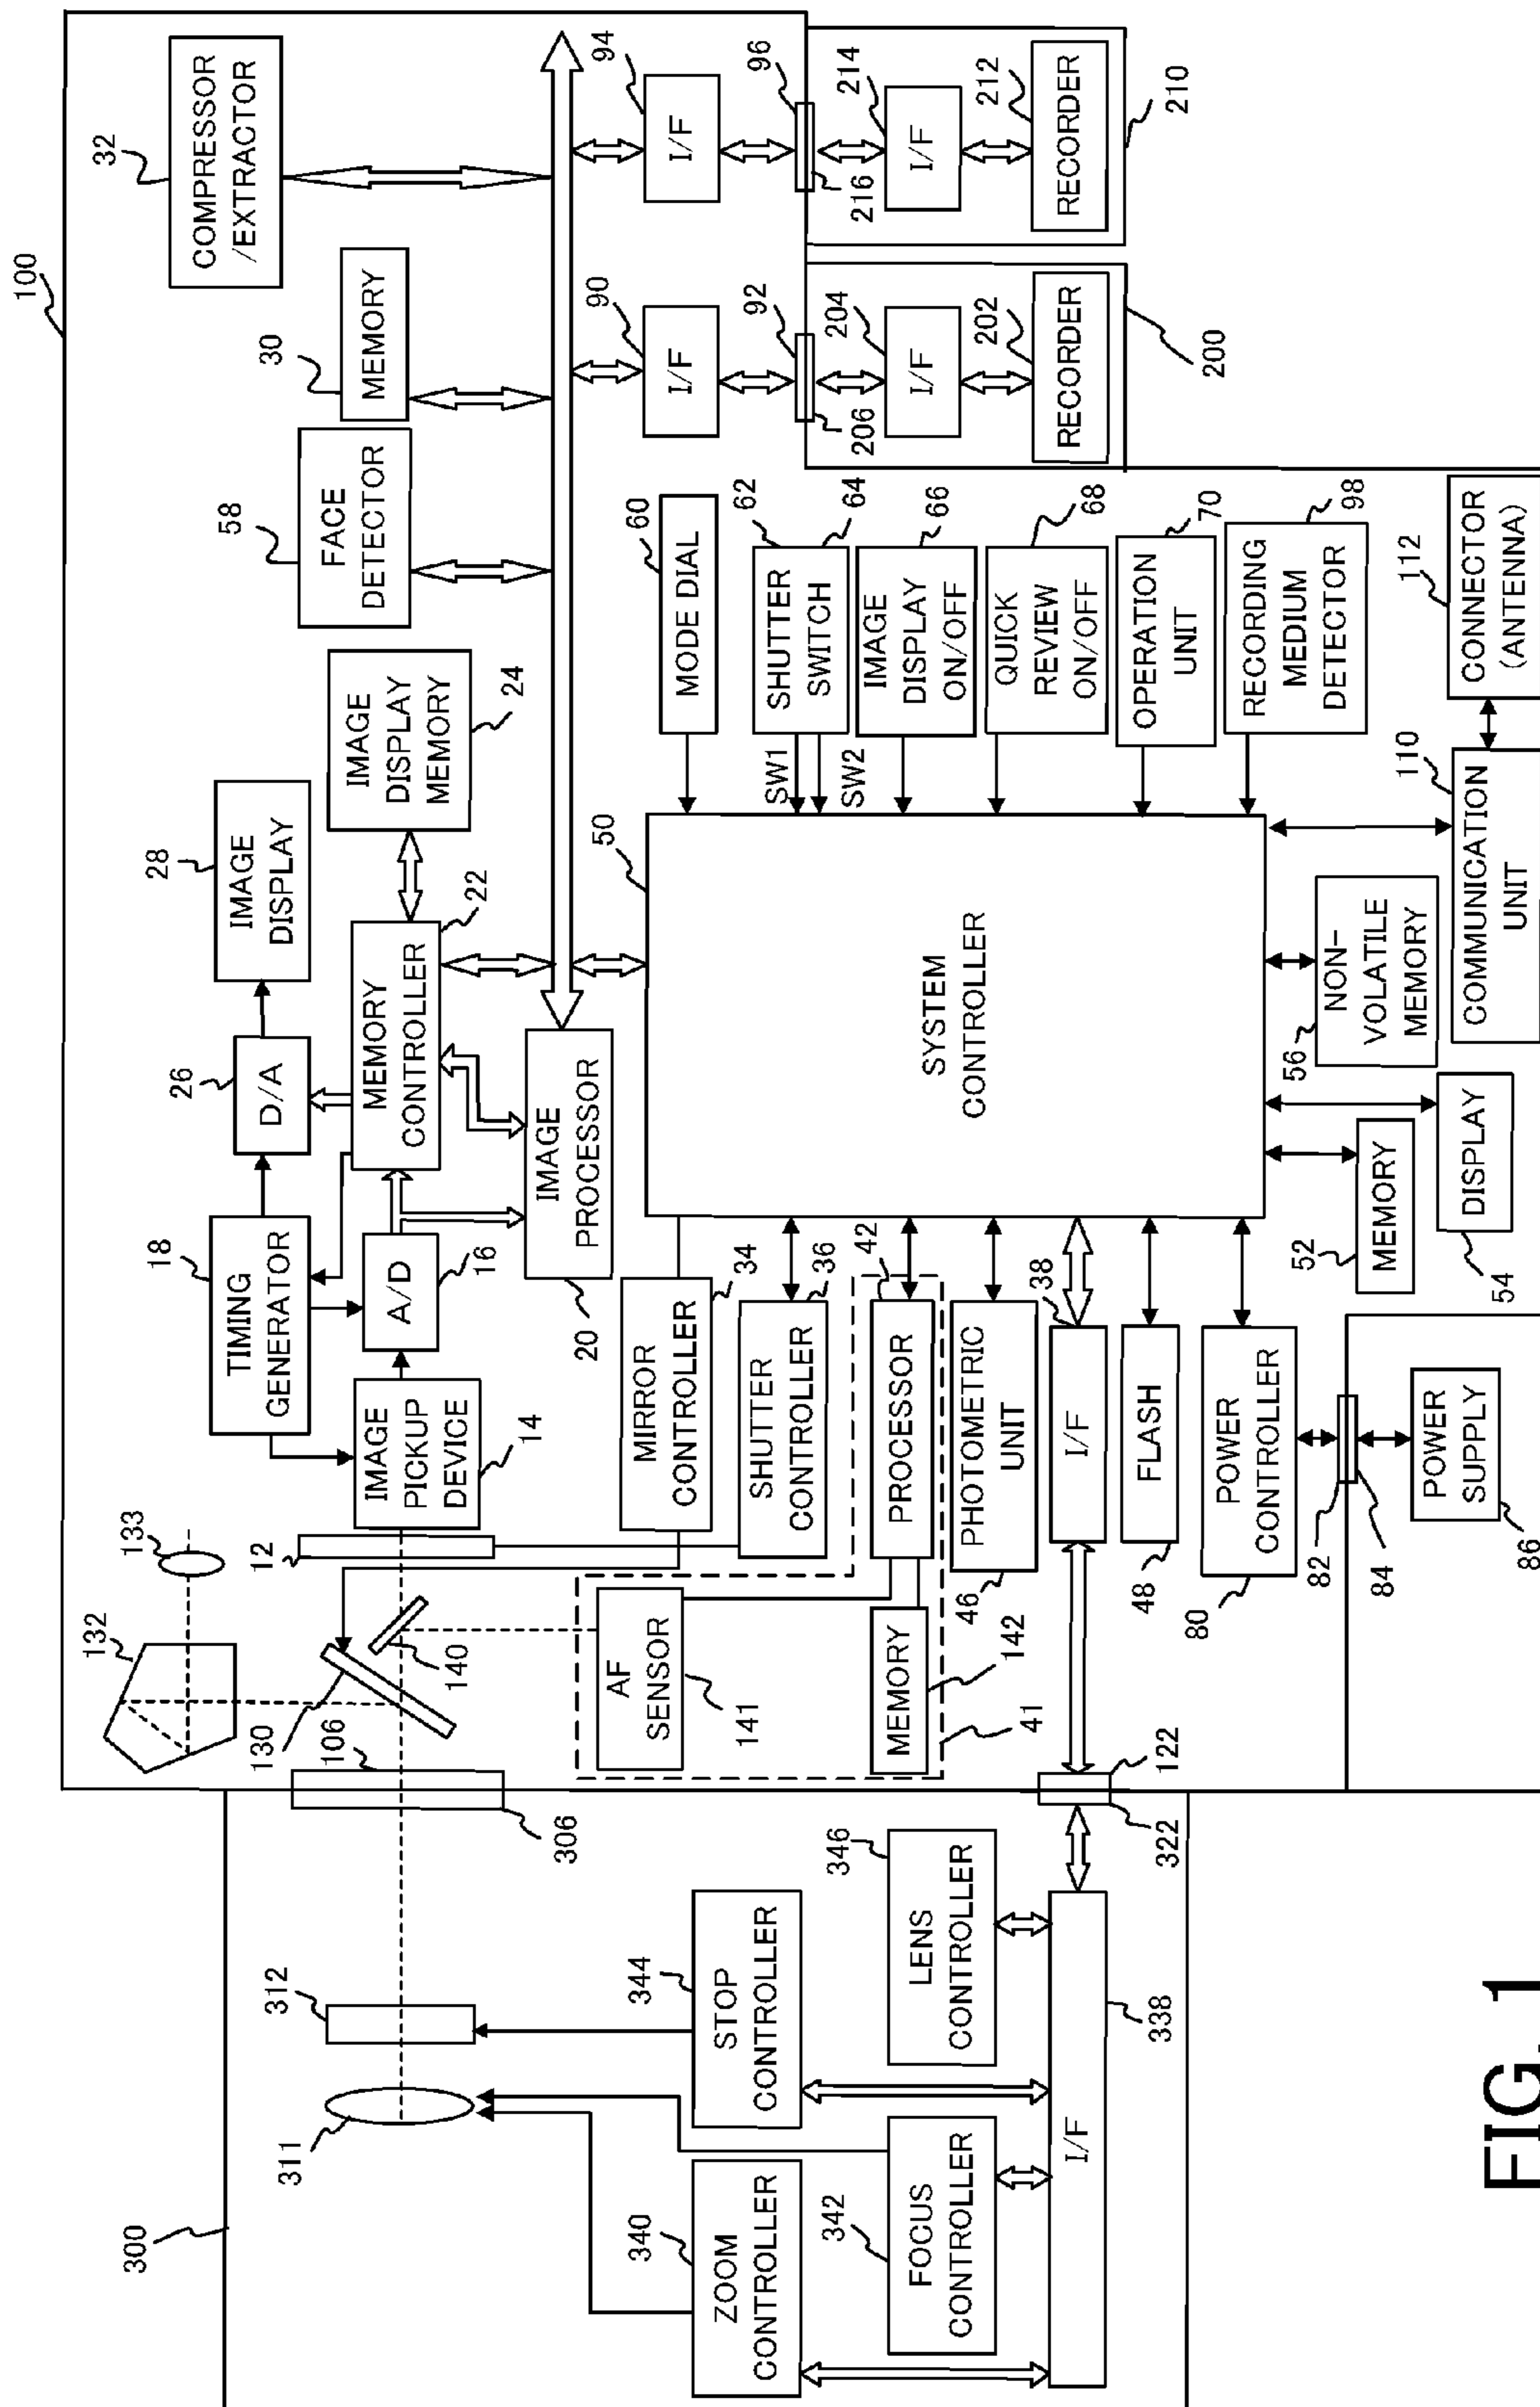 100
32
COMPRESSOR
/EXTRACTOR
30
MEMORY
58
FACE
DETECTOR
28
IMAGE
DISPLAY
IMAGE
DISPLAY
MEMORY
24
26
D/A
MEMORY
CONTROLLER
22
18
TIMING
GENERATOR
A/D
16
IMAGE
PROCESSOR
20
IMAGE
PICKUP
DEVICE
14
133
12
132
130
140
106
306
94
I/F
96
216
214
I/F
212
RECORDER
210
90
I/F
92
206
204
I/F
202
RECORDER
200
60
MODE DIAL
62
SHUTTER
SWITCH
64
SW1
SW2
IMAGE
DISPLAY
ON/OFF
66
QUICK
REVIEW
ON/OFF
68
OPERATION
UNIT
70
RECORDING
MEDIUM
DETECTOR
98
112
CONNECTOR
(ANTENNA)
110
COMMUNICATION
UNIT
50
SYSTEM
CONTROLLER
56
NON-
VOLATILE
MEMORY
52
MEMORY
DISPLAY
54
MIRROR
CONTROLLER
34
SHUTTER
CONTROLLER
36
42
PROCESSOR
AF
SENSOR
141
MEMORY
142
41
PHOTOMETRIC
UNIT
46
38
I/F
FLASH
48
POWER
CONTROLLER
80
82
84
POWER
SUPPLY
86
122
322
300
311
312
340
ZOOM
CONTROLLER
344
STOP
CONTROLLER
342
FOCUS
CONTROLLER
346
LENS
CONTROLLER
I/F
338
FIG. 1